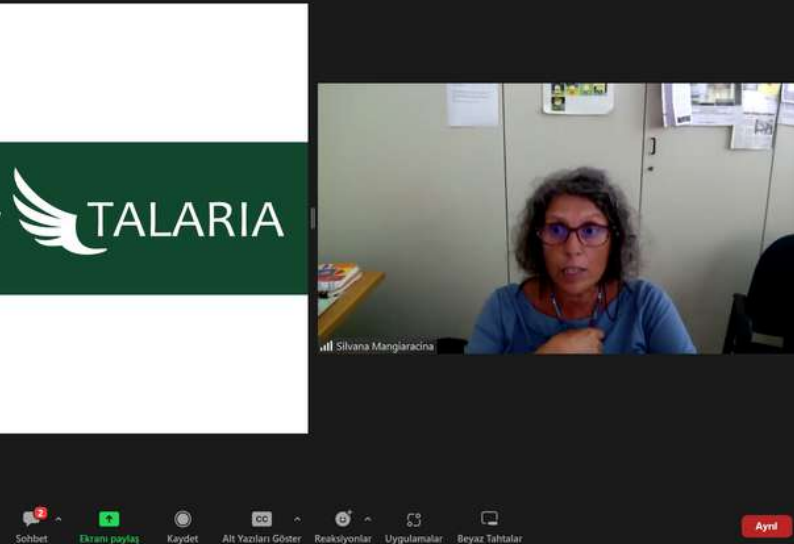 TALARIA
Silvana Mangiaracina
2
Sohbet
Ekranı paylaş
Kaydet
CC
Alt Yazıları Göster
Reaksiyonlar
Uygulamalar
Beyaz Tahtalar
Ayrıl